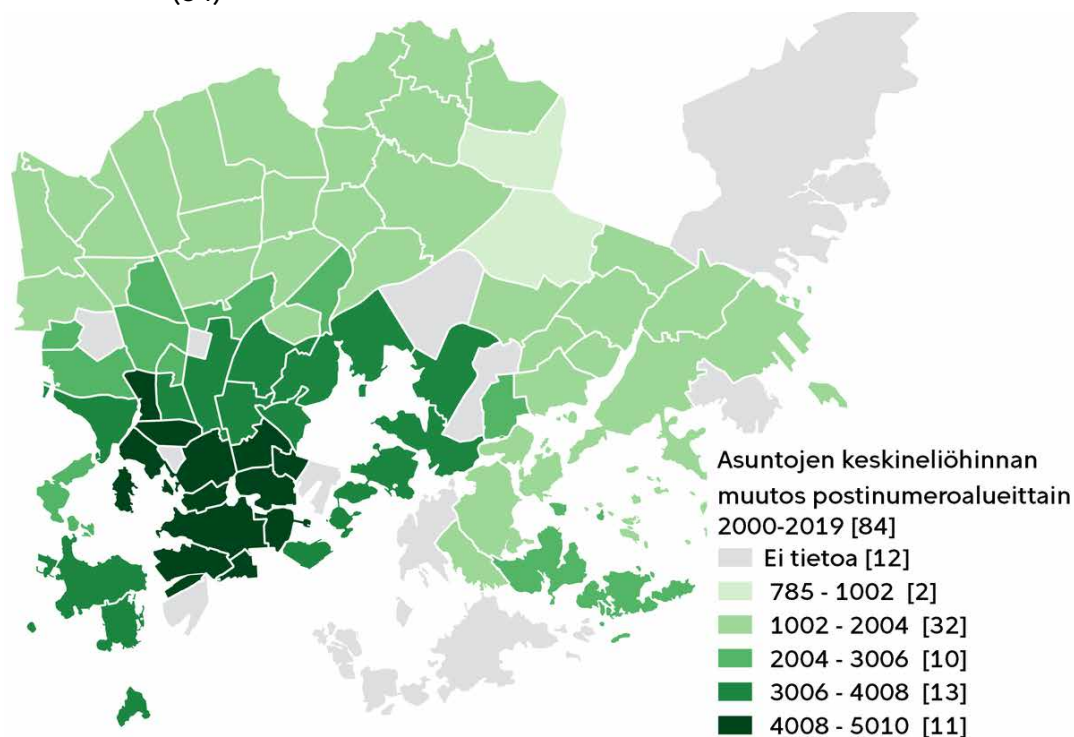 (84)
Asuntojen keskineliöhinnan
muutos postinumeroalueittain
2000-2019 [84]
Ei tietoa [12]
785 - 1002 [2]
1002 - 2004 [32]
2004 - 3006 [10]
3006 - 4008 [13]
4008 - 5010 [11]